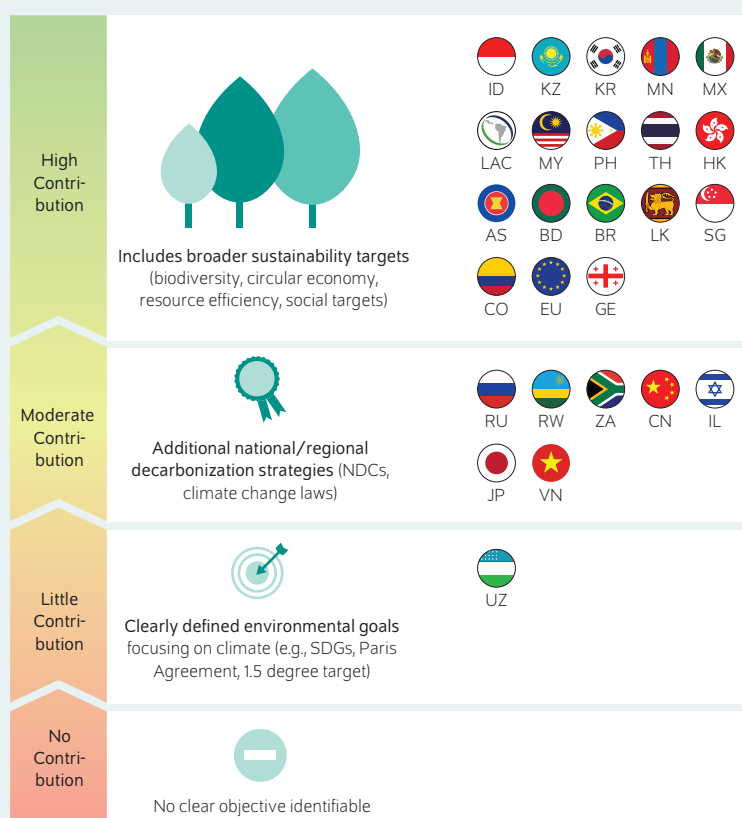 High
Contri-
bution
Includes broader sustainability targets
(biodiversity, circular economy,
resource efficiency, social targets)
ID KZ KR MN MX
LAC MY PH TH HK
AS BD BR LK SG
CO EU GE
Moderate
Contri-
bution
Additional national/regional
decarbonization strategies (NDCs,
climate change laws)
RU RW ZA CN IL
JP VN
Little
Contri-
bution
Clearly defined environmental goals
focusing on climate (e.g., SDGs, Paris
Agreement, 1.5 degree target)
UZ
No
Contri-
bution
No clear objective identifiable